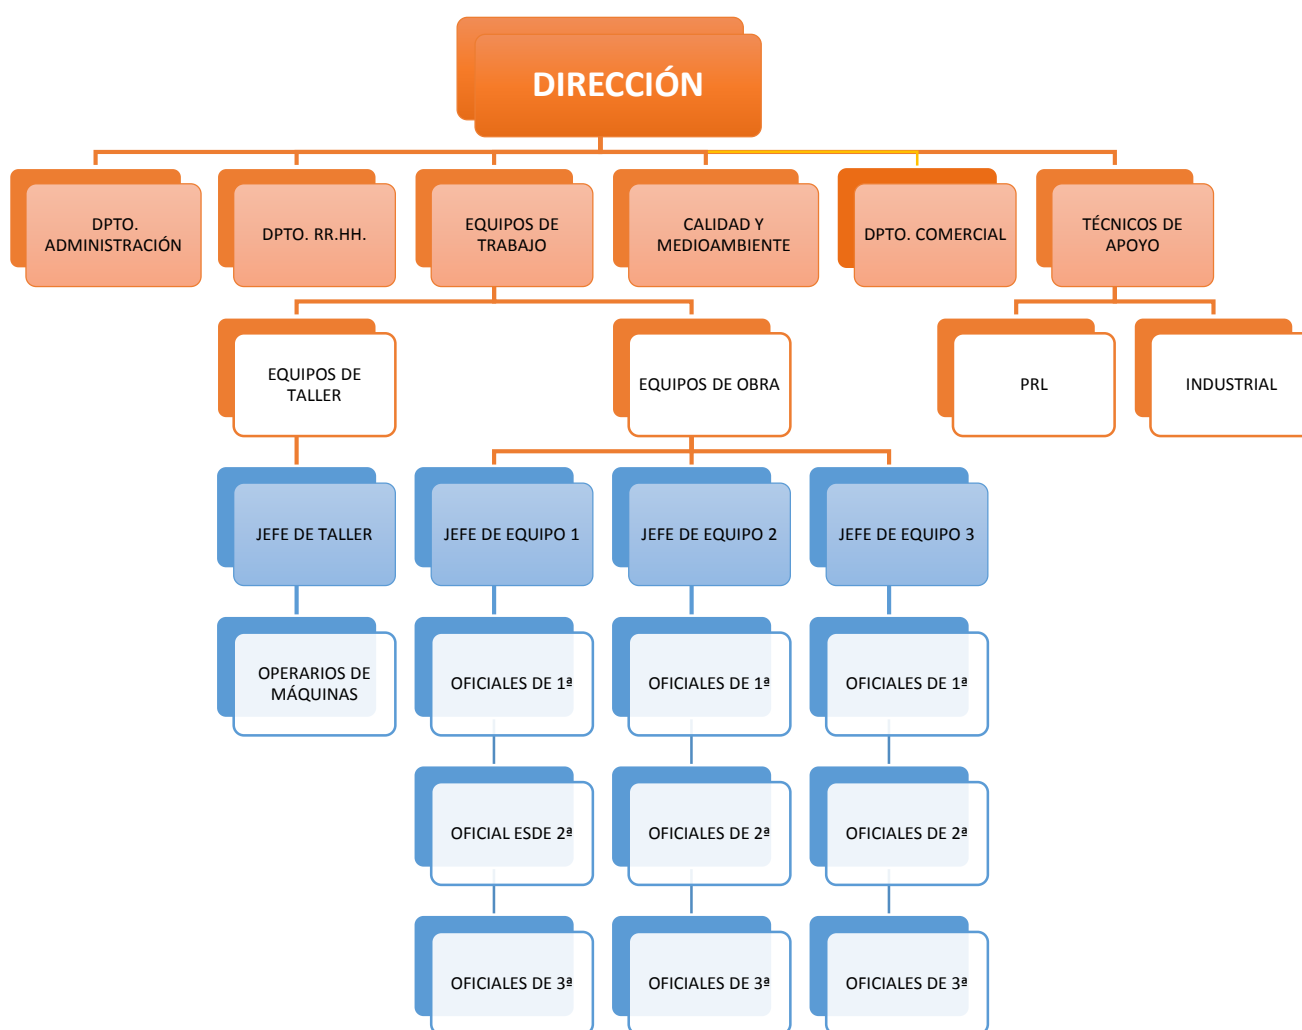 DIRECCIÓN
DPTO.
ADMINISTRACIÓN
DPTO. RR.HH.
EQUIPOS DE
TRABAJO
CALIDAD Y
MEDIOAMBIENTE
DPTO. COMERCIAL
TÉCNICOS DE
APOYO
EQUIPOS DE
TALLER
EQUIPOS DE OBRA
PRL
INDUSTRIAL
JEFE DE TALLER
JEFE DE EQUIPO 1
JEFE DE EQUIPO 2
JEFE DE EQUIPO 3
OPERARIOS DE
MÁQUINAS
OFICIALES DE 1ª
OFICIALES DE 1ª
OFICIALES DE 1ª
OFICIAL ESDE 2ª
OFICIALES DE 2ª
OFICIALES DE 2ª
OFICIALES DE 3ª
OFICIALES DE 3ª
OFICIALES DE 3ª